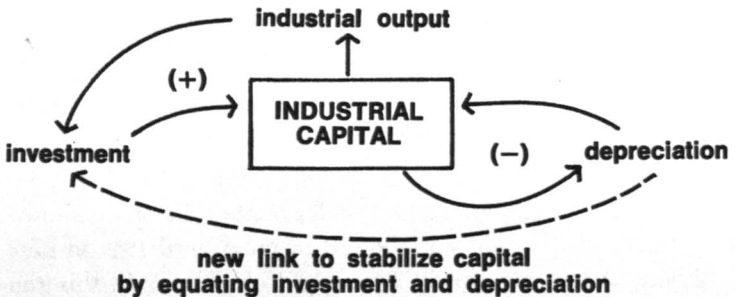 industrial output
(+)
INDUSTRIAL
CAPITAL
investment
(−)
depreciation
new link to stabilize capital
by equating investment and depreciation